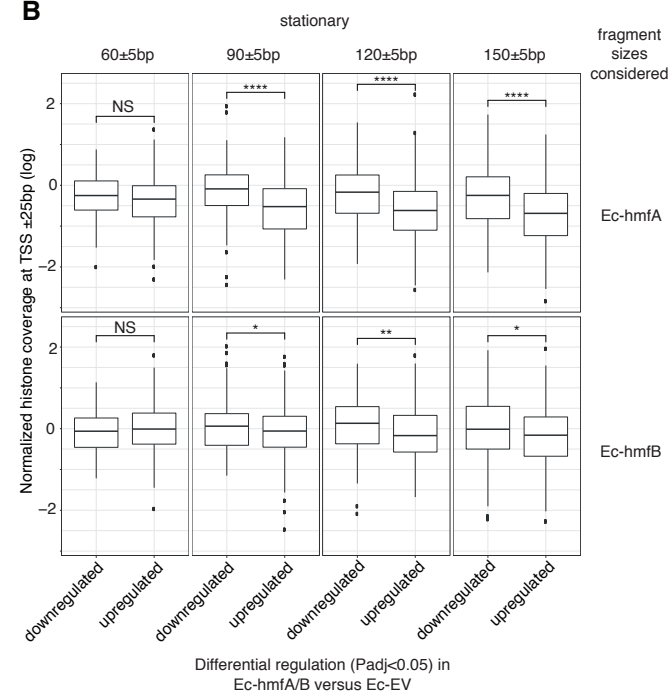 B
stationary
fragment
sizes
considered
60±5bp 90±5bp 120±5bp 150±5bp
Normalized histone coverage at TSS ±25bp (log)
2
0
−2
NS **** **** ****
Ec-hmfA
2
0
−2
NS * ** *
Ec-hmfB
downregulated upregulated downregulated upregulated downregulated upregulated downregulated upregulated
Differential regulation (Padj<0.05) in
Ec-hmfA/B versus Ec-EV